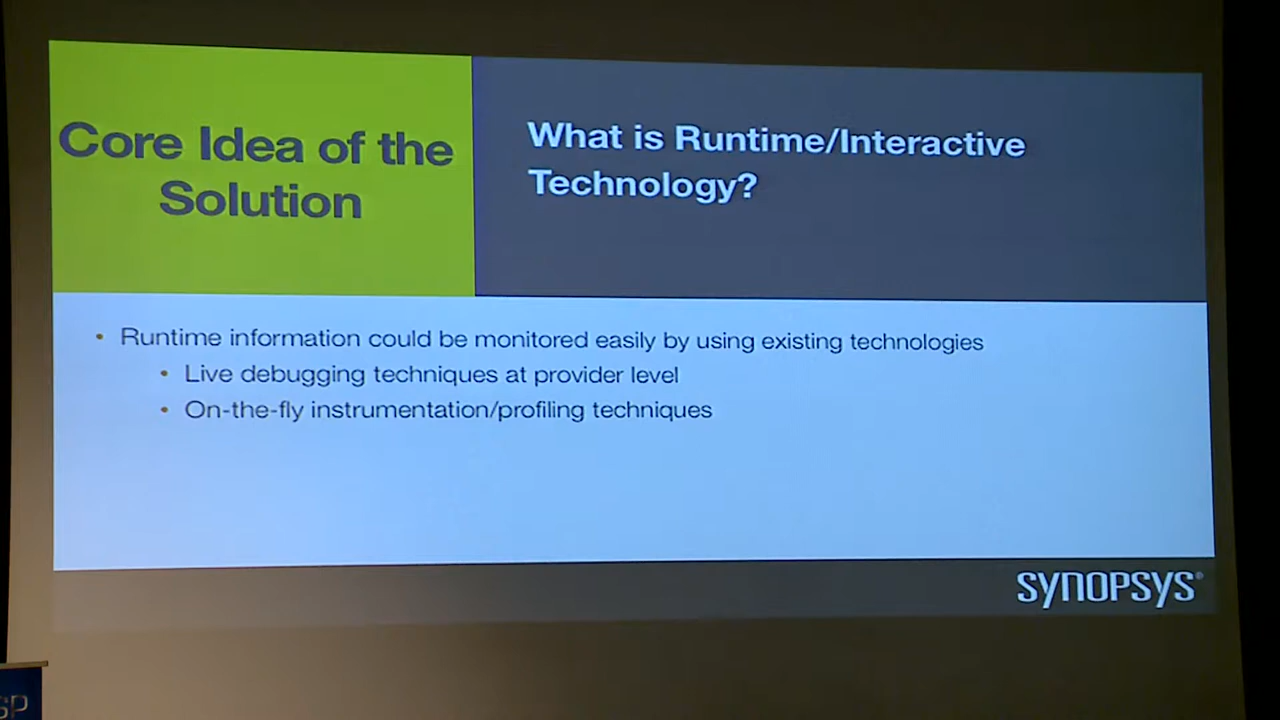 Core Idea of the
Solution
What is Runtime/Interactive
Technology?
• Runtime information could be monitored easily by using existing technologies
• Live debugging techniques at provider level
• On-the-fly instrumentation/profiling techniques
SYNOPSYS®
SP